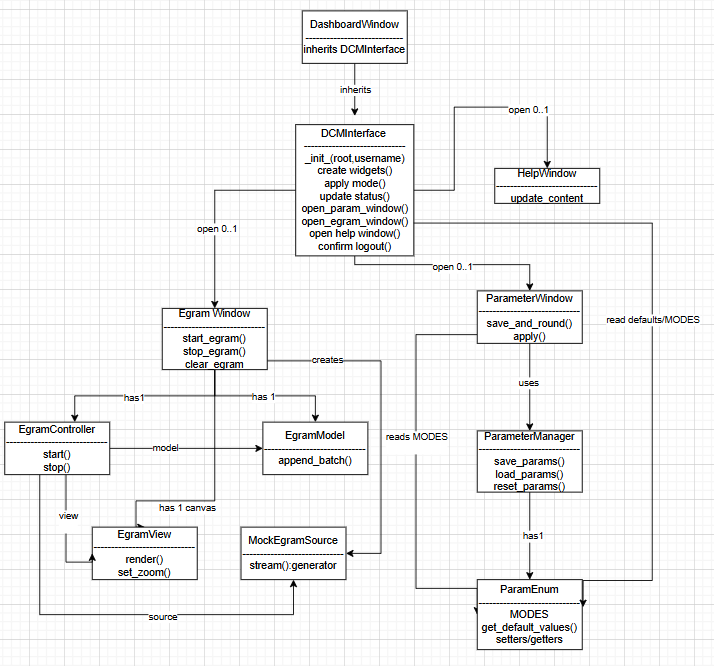 DashboardWindow
inherits DCMInterface
inherits
DCMInterface
_init_(root,username)
create widgets()
apply mode()
update status()
open_param_window()
open_egram_window()
open help window()
confirm logout()
open 0..1
HelpWindow
update_content
open 0..1
open 0..1
Egram Window
start_egram()
stop_egram()
clear_egram
ParameterWindow
save_and_round()
apply()
read defaults/MODES
creates
uses
has1
has 1
reads MODES
EgramController
start()
stop()
EgramModel
append_batch()
model
ParameterManager
save_params()
load_params()
reset_params()
view
has 1 canvas
has1
EgramView
render()
set_zoom()
MockEgramSource
stream():generator
source
ParamEnum
MODES
get_default_values()
setters/getters